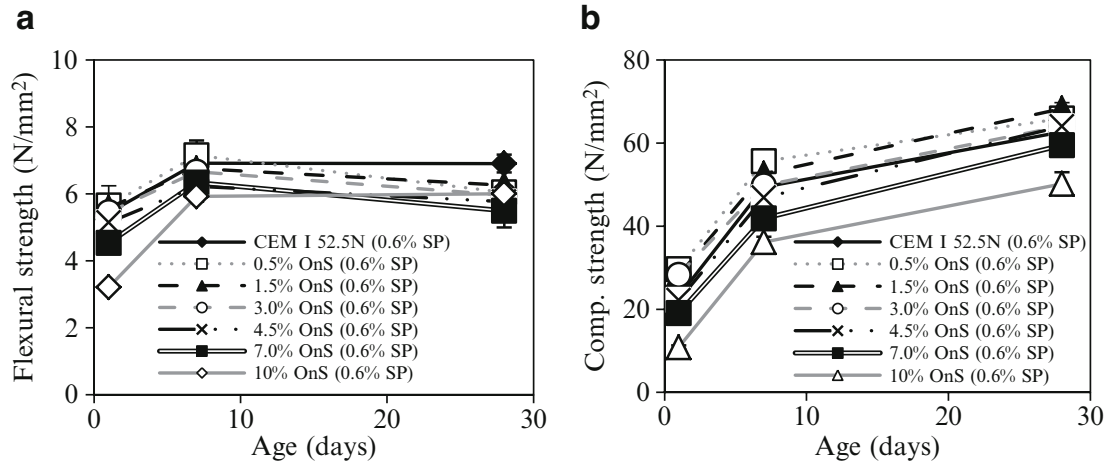 a
Flexural strength (N/mm²)
10
8
6
4
2
0
CEM I 52.5N (0.6% SP)
0.5% OnS (0.6% SP)
1.5% OnS (0.6% SP)
3.0% OnS (0.6% SP)
4.5% OnS (0.6% SP)
7.0% OnS (0.6% SP)
10% OnS (0.6% SP)
0 10 20 30
Age (days)
b
Comp. strength (N/mm²)
80
60
40
20
0
CEM I 52.5N (0.6% SP)
0.5% OnS (0.6% SP)
1.5% OnS (0.6% SP)
3.0% OnS (0.6% SP)
4.5% OnS (0.6% SP)
7.0% OnS (0.6% SP)
10% OnS (0.6% SP)
0 10 20 30
Age (days)